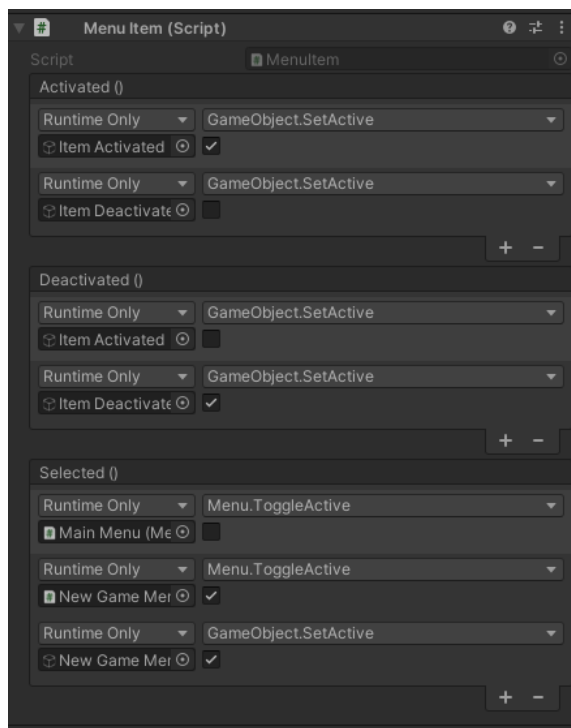 Menu Item (Script)
Script MenuItem
Activated ()
Runtime Only GameObject.SetActive
Item Activated
Runtime Only GameObject.SetActive
Item Deactivate
Deactivated ()
Runtime Only GameObject.SetActive
Item Activated
Runtime Only GameObject.SetActive
Item Deactivate
Selected ()
Runtime Only Menu.ToggleActive
Main Menu (Me
Runtime Only Menu.ToggleActive
New Game Mer
Runtime Only GameObject.SetActive
New Game Mer